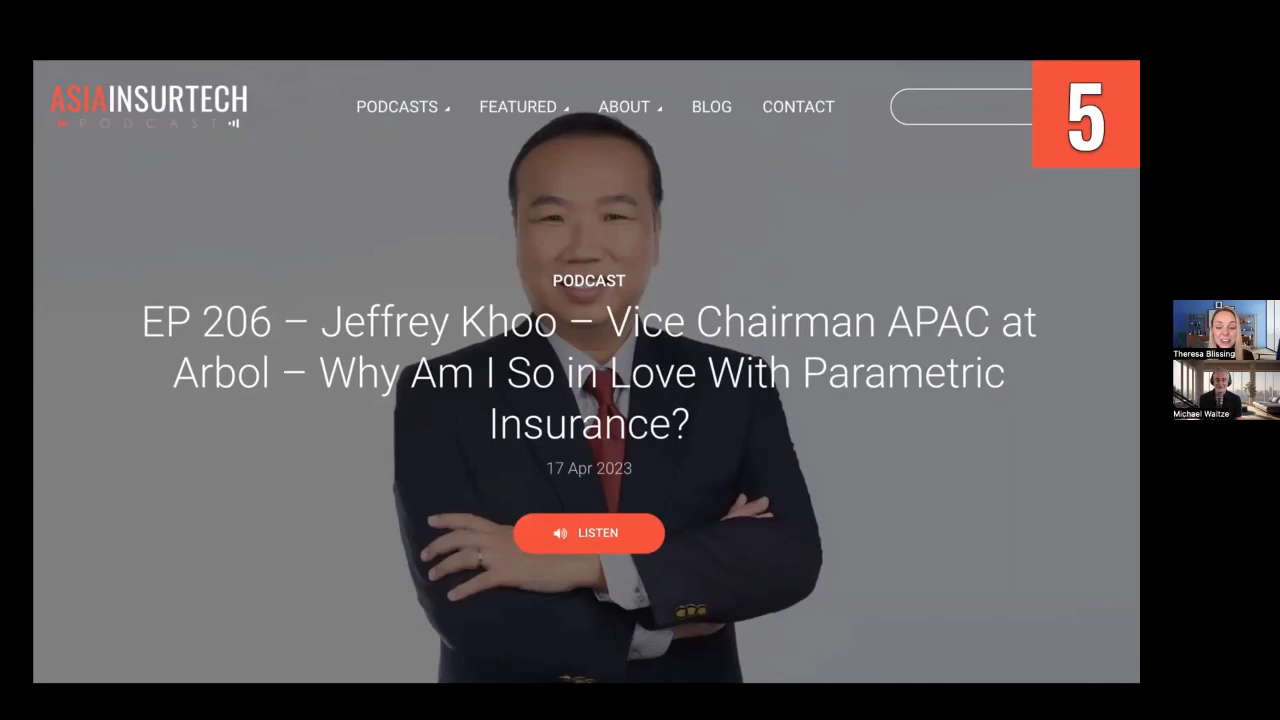 ASIAINSURTECH
PODCAST
PODCASTS
FEATURED
ABOUT
BLOG
CONTACT
5
PODCAST
EP 206 – Jeffrey Khoo – Vice Chairman APAC at
Arbol – Why Am I So in Love With Parametric
Insurance?
17 Apr 2023
LISTEN
Theresa Blissing
Michael Waitze